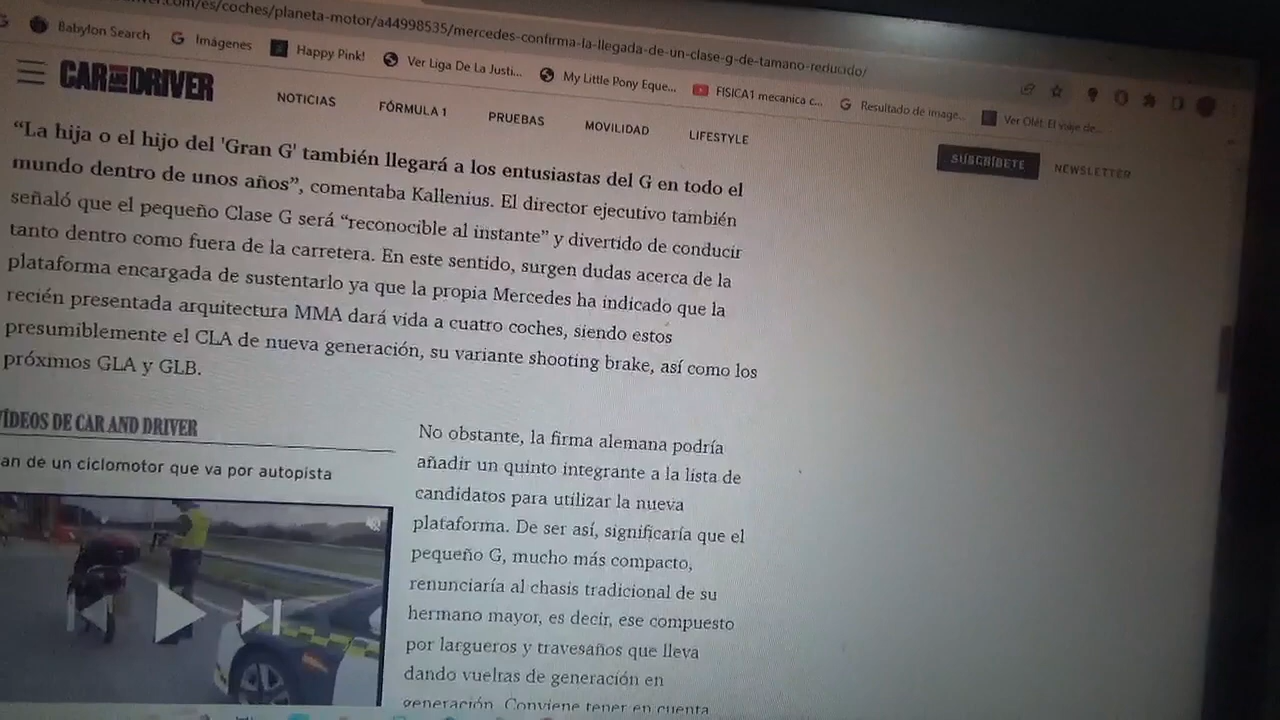 com/es/coches/planeta-motor/a44998535/mercedes-confirma-la-llegada-de-un-clase-g-de-tamano-reducido/
Babylon Search
Imágenes
Happy Pink!
Ver Liga De La Justi...
My Little Pony Eque...
FISICA1 mecanica c...
Resultado de image...
Ver Olé. El viaje de...
CAR AND DRIVER
NOTICIAS
FÓRMULA 1
PRUEBAS
MOVILIDAD
LIFESTYLE
SUSCRÍBETE
NEWSLETTER
“La hija o el hijo del 'Gran G' también llegará a los entusiastas del G en todo el
mundo dentro de unos años”, comentaba Kallenius. El director ejecutivo también
señaló que el pequeño Clase G será “reconocible al instante” y divertido de conducir
tanto dentro como fuera de la carretera. En este sentido, surgen dudas acerca de la
plataforma encargada de sustentarlo ya que la propia Mercedes ha indicado que la
recién presentada arquitectura MMA dará vida a cuatro coches, siendo estos
presumiblemente el CLA de nueva generación, su variante shooting brake, así como los
próximos GLA y GLB.
VÍDEOS DE CAR AND DRIVER
an de un ciclomotor que va por autopista
No obstante, la firma alemana podría
añadir un quinto integrante a la lista de
candidatos para utilizar la nueva
plataforma. De ser así, significaría que el
pequeño G, mucho más compacto,
renunciaría al chasis tradicional de su
hermano mayor, es decir, ese compuesto
por largueros y travesaños que lleva
dando vuelras de generación en
generación. Conviene tener en cuenta